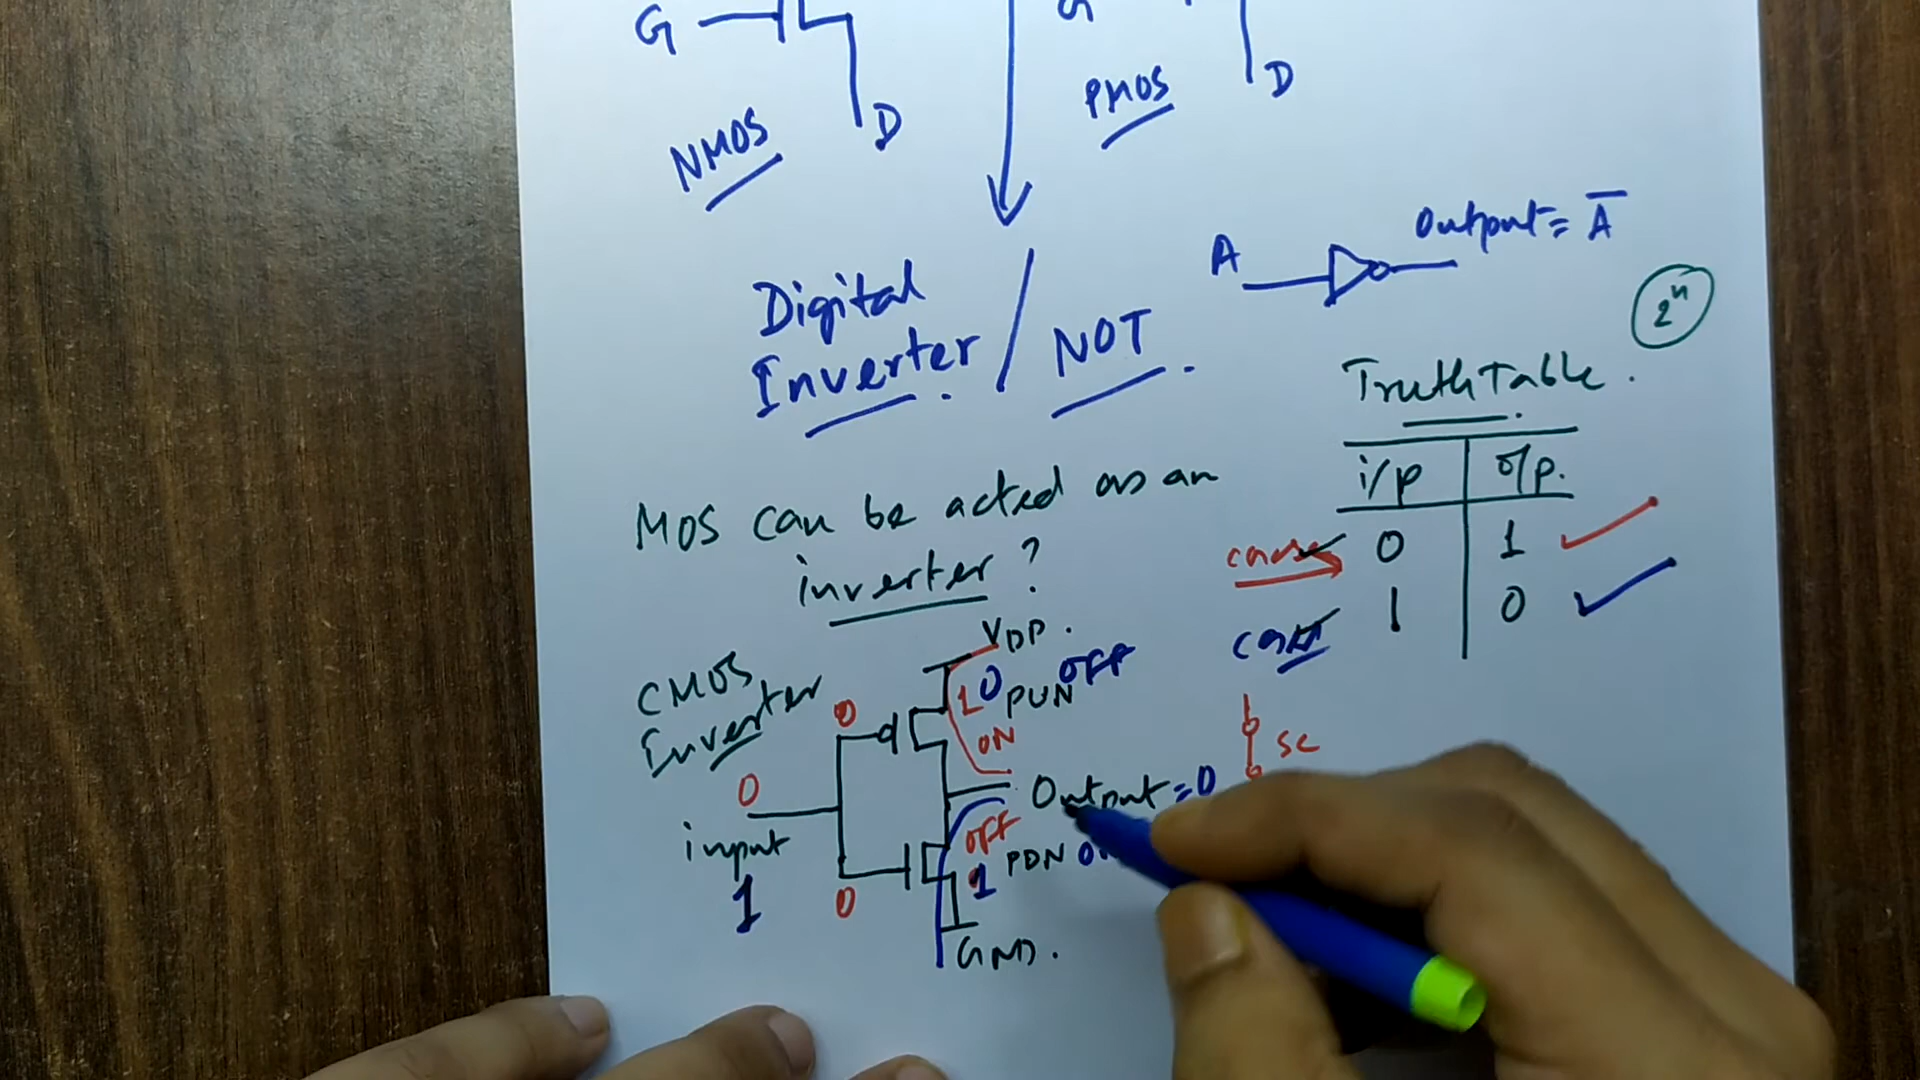 G
G
D
D
NMOS
PMOS
A
Output = A̅
2ⁿ
Digital
Inverter / NOT.
Truth Table.
i/p o/p.
0 1
1 0
MOS can be acted as an
inverter?
CMOS
Inverter
VDD.
1 0 PUN OFF
ON
0
0
input
1
0
Output = 0
OFF
1 PDN
GND.
SC